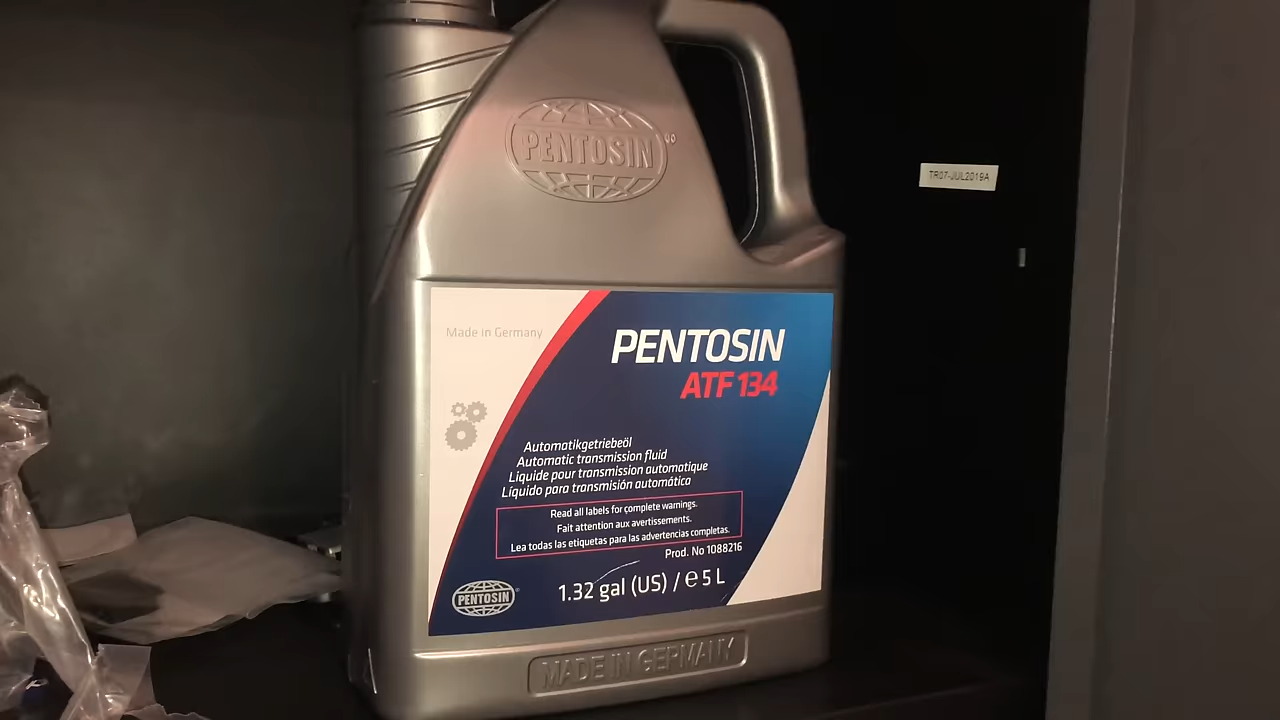 PENTOSIN
TR07-JUL2019A
Made in Germany
PENTOSIN
ATF 134
Automatikgetriebeöl
Automatic transmission fluid
Liquide pour transmission automatique
Líquido para transmisión automática
Read all labels for complete warnings.
Fait attention aux avertissements.
Lea todas las etiquetas para las advertencias completas.
Prod. No 1088216
1.32 gal (US) / ℮ 5 L
PENTOSIN®
MADE IN GERMANY